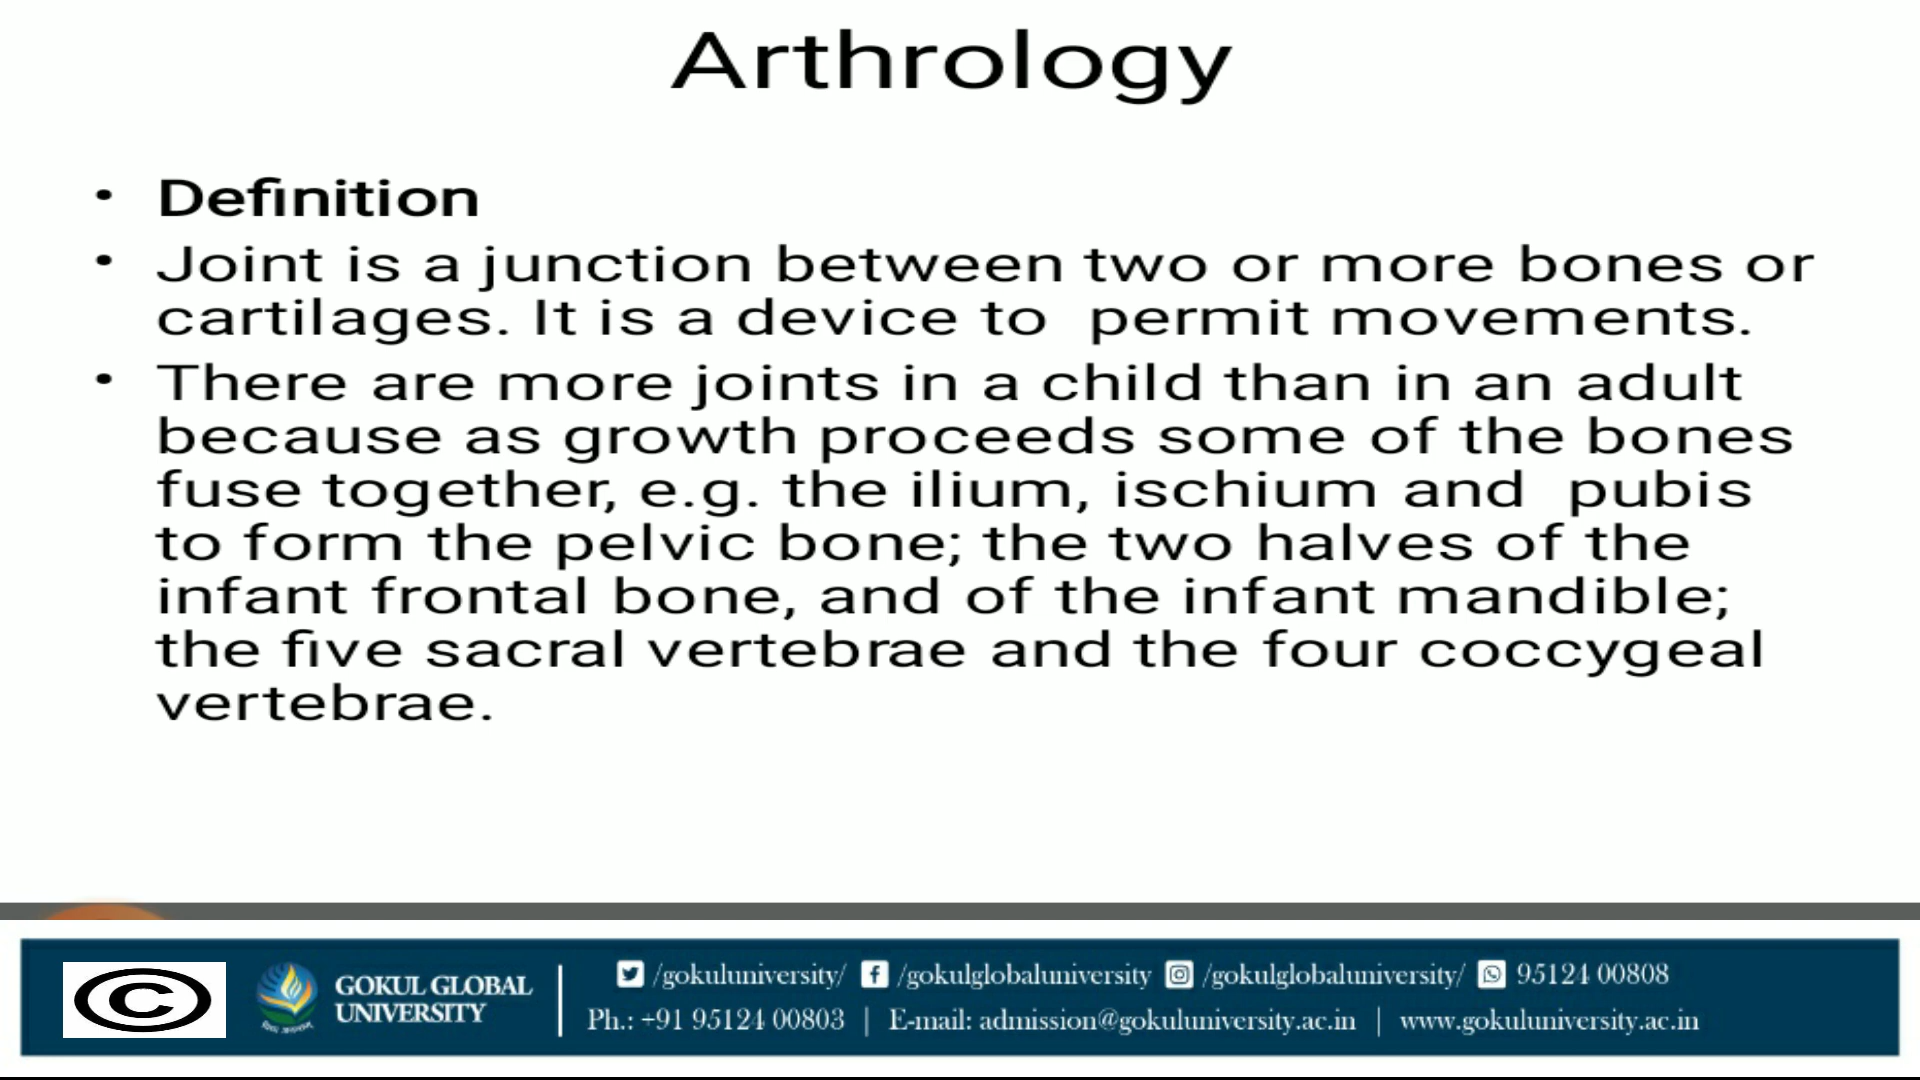 Arthrology
• Definition
• Joint is a junction between two or more bones or
cartilages. It is a device to permit movements.
• There are more joints in a child than in an adult
because as growth proceeds some of the bones
fuse together, e.g. the ilium, ischium and pubis
to form the pelvic bone; the two halves of the
infant frontal bone, and of the infant mandible;
the five sacral vertebrae and the four coccygeal
vertebrae.
©
GOKUL GLOBAL
UNIVERSITY
/gokuluniversity/ /gokulglobaluniversity /gokulglobaluniversity/ 95124 00808
Ph.: +91 95124 00803 | E-mail: admission@gokuluniversity.ac.in | www.gokuluniversity.ac.in